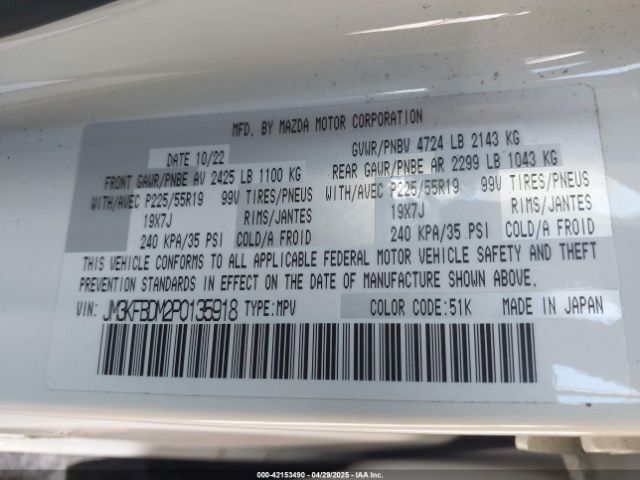 MFD. BY MAZDA MOTOR CORPORATION
DATE 10/22 GVWR/PNBV 4724 LB 2143 KG
FRONT GAWR/PNBE AV 2425 LB 1100 KG REAR GAWR/PNBE AR 2299 LB 1043 KG
WITH/AVEC P225/55R19 99V TIRES/PNEUS WITH/AVEC P225/55R19 99V TIRES/PNEUS
19X7J RIMS/JANTES 19X7J RIMS/JANTES
240 KPA/35 PSI COLD/A FROID 240 KPA/35 PSI COLD/A FROID
THIS VEHICLE CONFORMS TO ALL APPLICABLE FEDERAL MOTOR VEHICLE SAFETY AND THEFT
PREVENTION STANDARDS IN EFFECT ON THE DATE OF MANUFACTURE SHOWN ABOVE.
VIN: JM3KFBDM2P0135918 TYPE:MPV COLOR CODE:51K MADE IN JAPAN
000-42153490 - 04/29/2025 - IAA Inc.